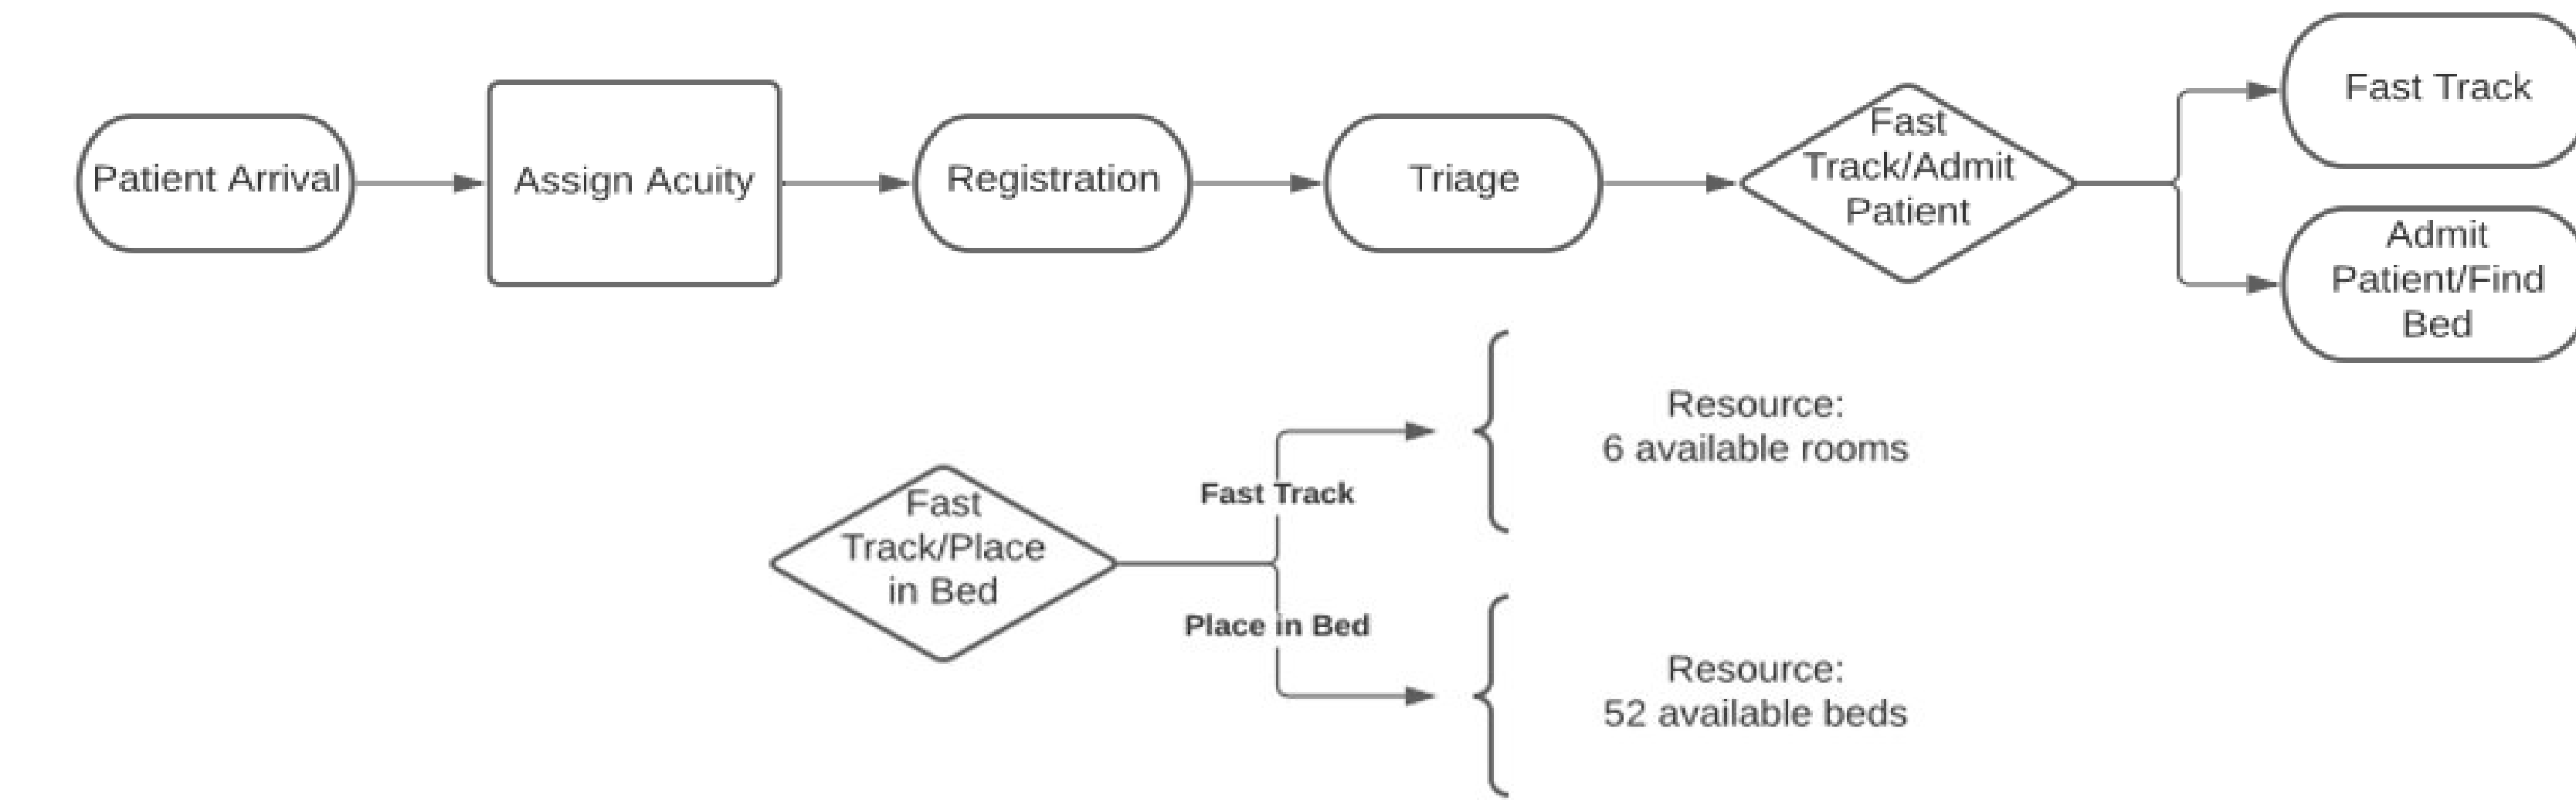 Patient Arrival
Assign Acuity
Registration
Triage
Fast
Track/Admit
Patient
Fast Track
Admit
Patient/Find
Bed
Fast
Track/Place
in Bed
Fast Track
Place in Bed
Resource:
6 available rooms
Resource:
52 available beds